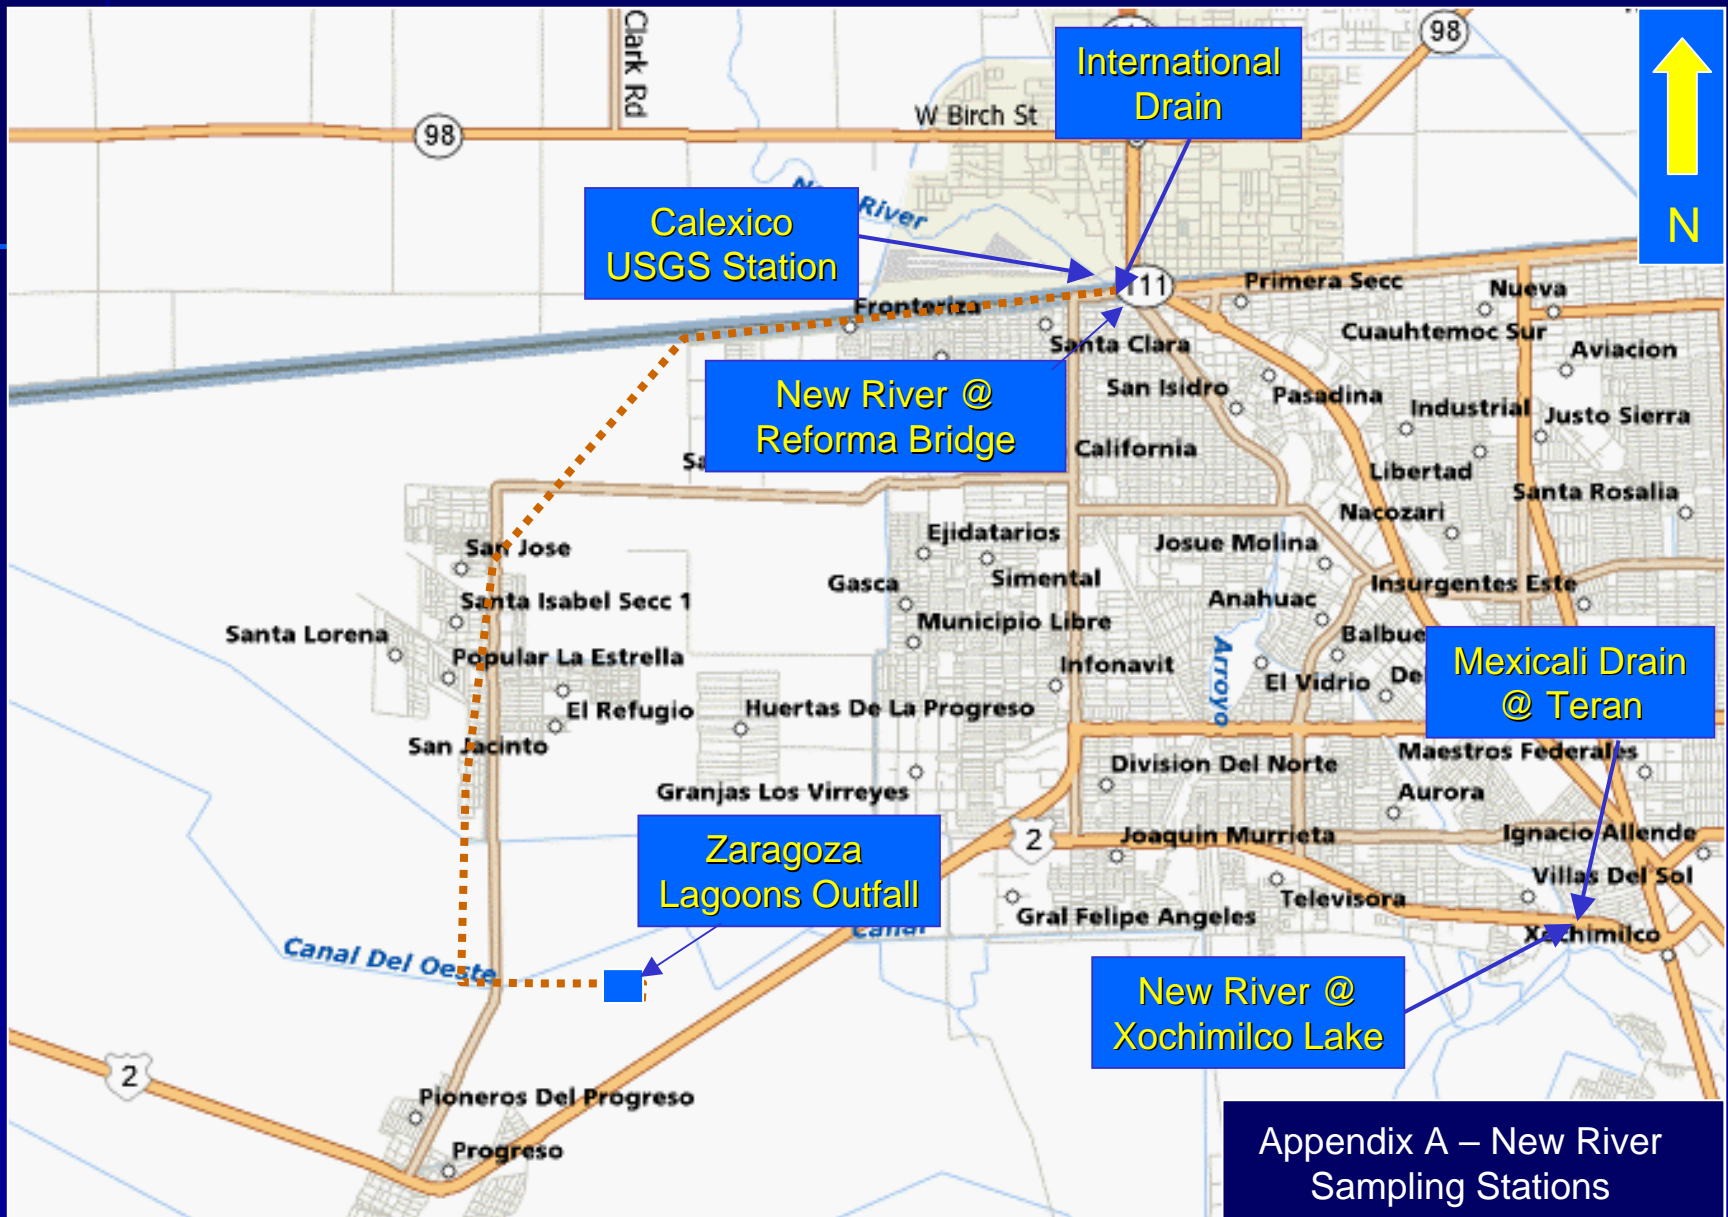 Clark Rd
98
W Birch St
International
Drain
98
N
New River
Calexico
USGS Station
111
Primera Secc
Nueva
Fronteriza
Cuauhtemoc Sur
Santa Clara
Aviacion
New River @
Reforma Bridge
San Isidro
Pasadina
Industrial
Justo Sierra
California
Libertad
Santa Rosalia
Nacozari
San Jose
Ejidatarios
Josue Molina
Simental
Gasca
Insurgentes Este
Santa Isabel Secc 1
Anahuac
Municipio Libre
Santa Lorena
Arroyo
Popular La Estrella
Infonavit
El Vidrio
Mexicali Drain
@ Teran
El Refugio
Huertas De La Progreso
San Jacinto
Division Del Norte
Maestros Federales
Granjas Los Virreyes
Aurora
Zaragoza
Lagoons Outfall
2
Joaquin Murrieta
Ignacio Allende
Villas Del Sol
Televisora
Gral Felipe Angeles
Canal
Xochimilco
Canal Del Oeste
New River @
Xochimilco Lake
2
Pioneros Del Progreso
Progreso
Appendix A – New River
Sampling Stations